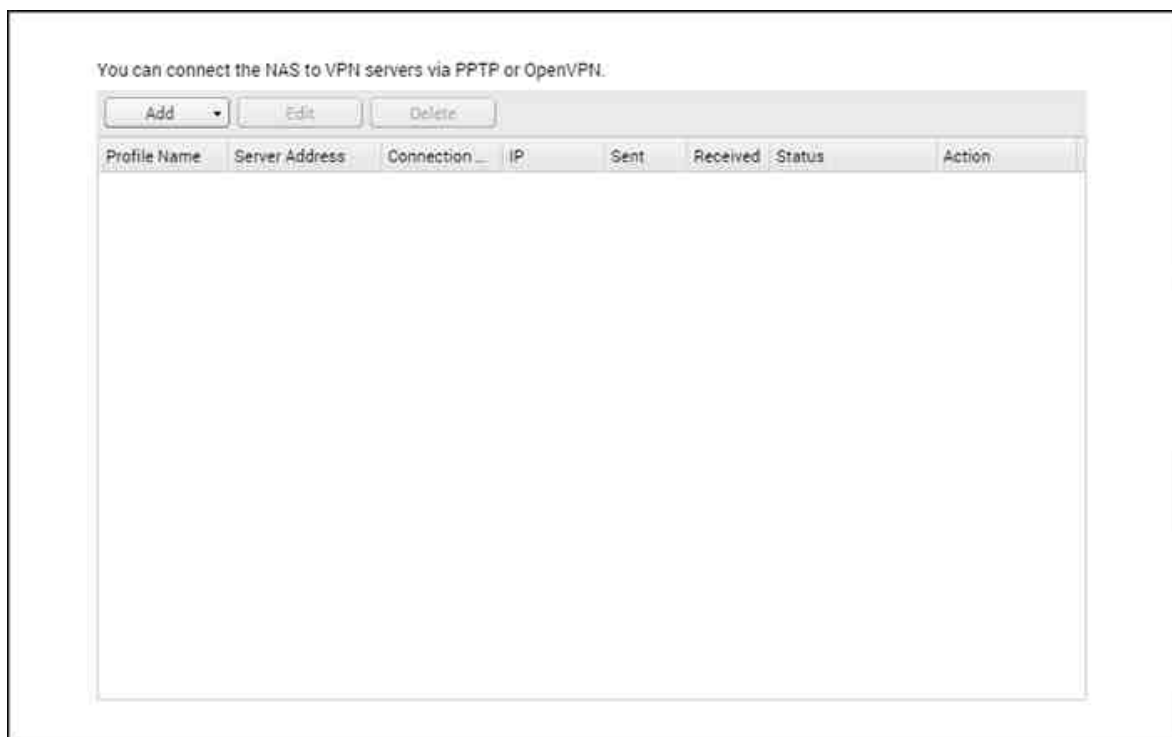 You can connect the NAS to VPN servers via PPTP or OpenVPN.
Add Edit Delete
Profile Name Server Address Connection ... IP Sent Received Status Action